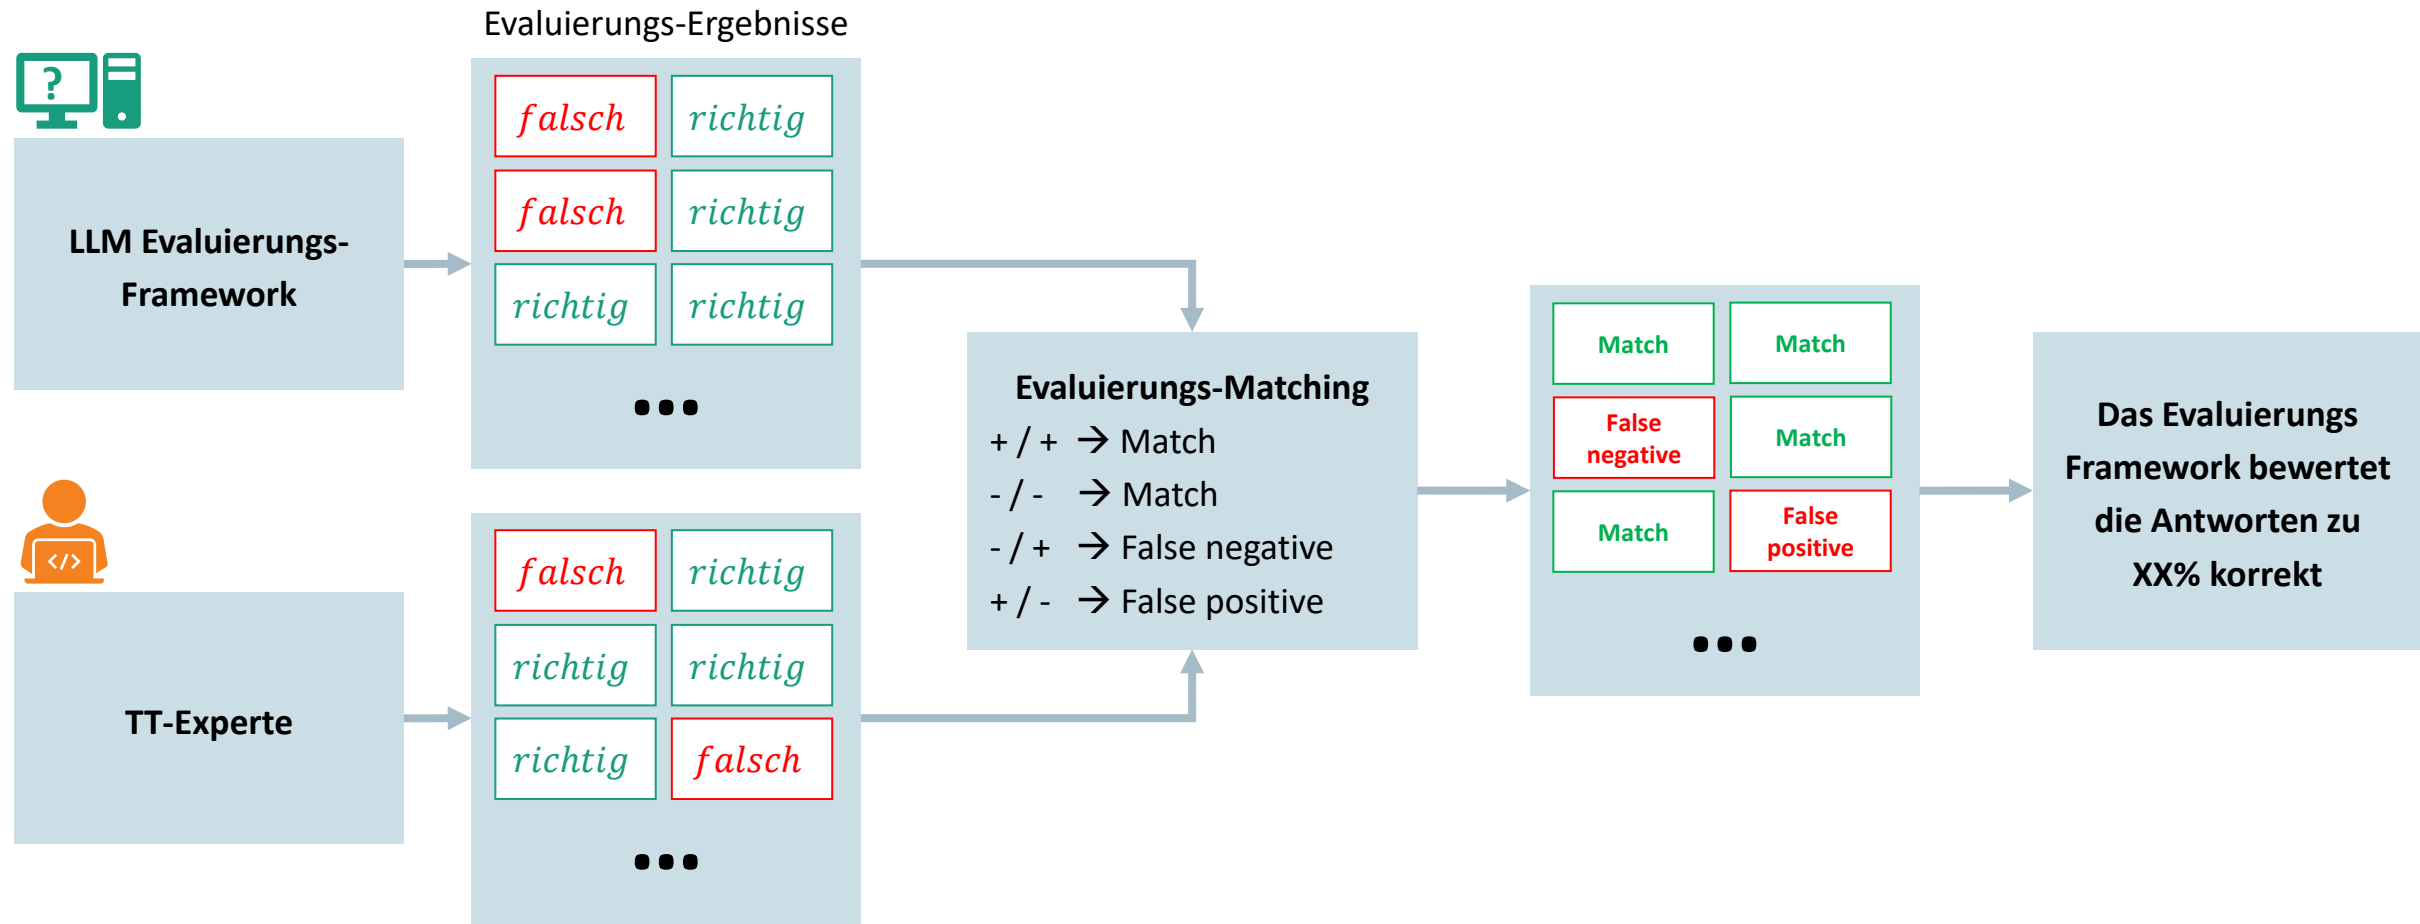 Evaluierungs-Ergebnisse
?
LLM Evaluierungs-
Framework
falsch richtig
falsch richtig
richtig richtig
...
</>
TT-Experte
falsch richtig
richtig richtig
richtig falsch
...
Evaluierungs-Matching
+ / + → Match
- / - → Match
- / + → False negative
+ / - → False positive
Match Match
False
negative
Match
Match
False
positive
...
Das Evaluierungs
Framework bewertet
die Antworten zu
XX% korrekt